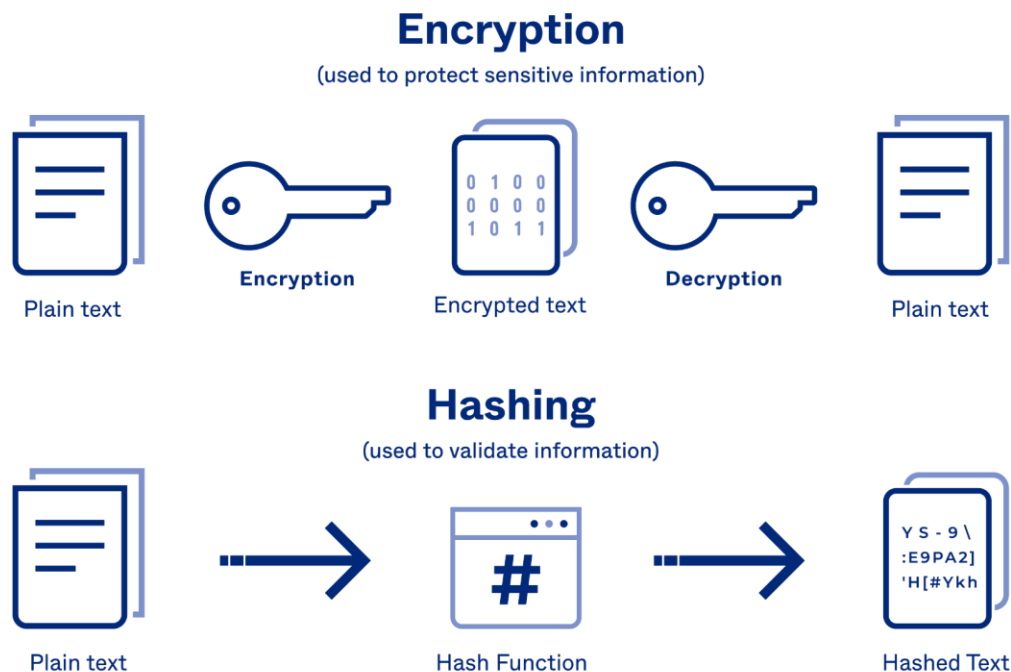 Encryption
(used to protect sensitive information)
0 1 0 0
0 0 0 0
1 0 1 1
Encryption
Decryption
Plain text
Encrypted text
Plain text
Hashing
(used to validate information)
Y S - 9 \
:E9PA2]
'H[#Ykh
#
Plain text
Hash Function
Hashed Text